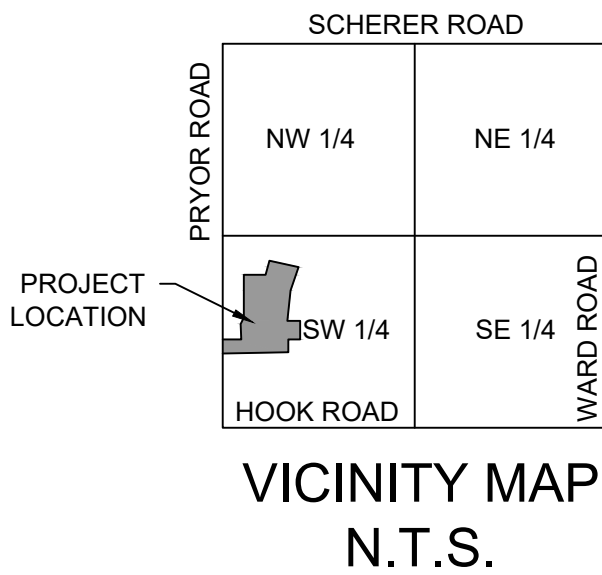 SCHERER ROAD
PRYOR ROAD
NW 1/4
NE 1/4
PROJECT
LOCATION
SW 1/4
SE 1/4
WARD ROAD
HOOK ROAD
VICINITY MAP
N.T.S.